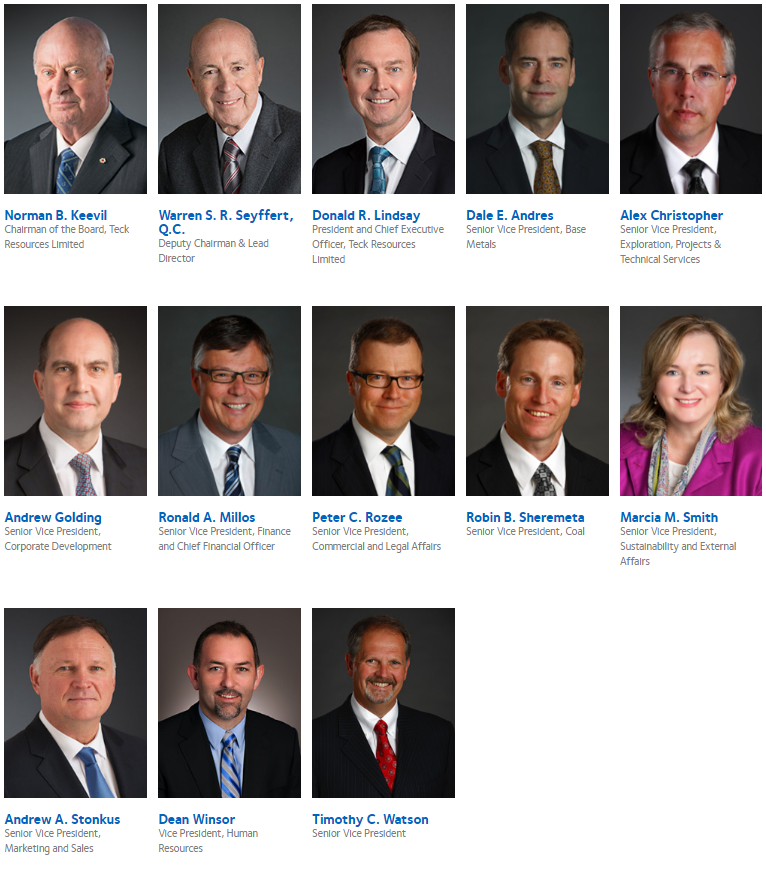 Norman B. Keevil
Chairman of the Board, Teck
Resources Limited
Warren S. R. Seyffert,
Q.C.
Deputy Chairman & Lead
Director
Donald R. Lindsay
President and Chief Executive
Officer, Teck Resources
Limited
Dale E. Andres
Senior Vice President, Base
Metals
Alex Christopher
Senior Vice President,
Exploration, Projects &
Technical Services
Andrew Golding
Senior Vice President,
Corporate Development
Ronald A. Millos
Senior Vice President, Finance
and Chief Financial Officer
Peter C. Rozee
Senior Vice President,
Commercial and Legal Affairs
Robin B. Sheremeta
Senior Vice President, Coal
Marcia M. Smith
Senior Vice President,
Sustainability and External
Affairs
Andrew A. Stonkus
Senior Vice President,
Marketing and Sales
Dean Winsor
Vice President, Human
Resources
Timothy C. Watson
Senior Vice President